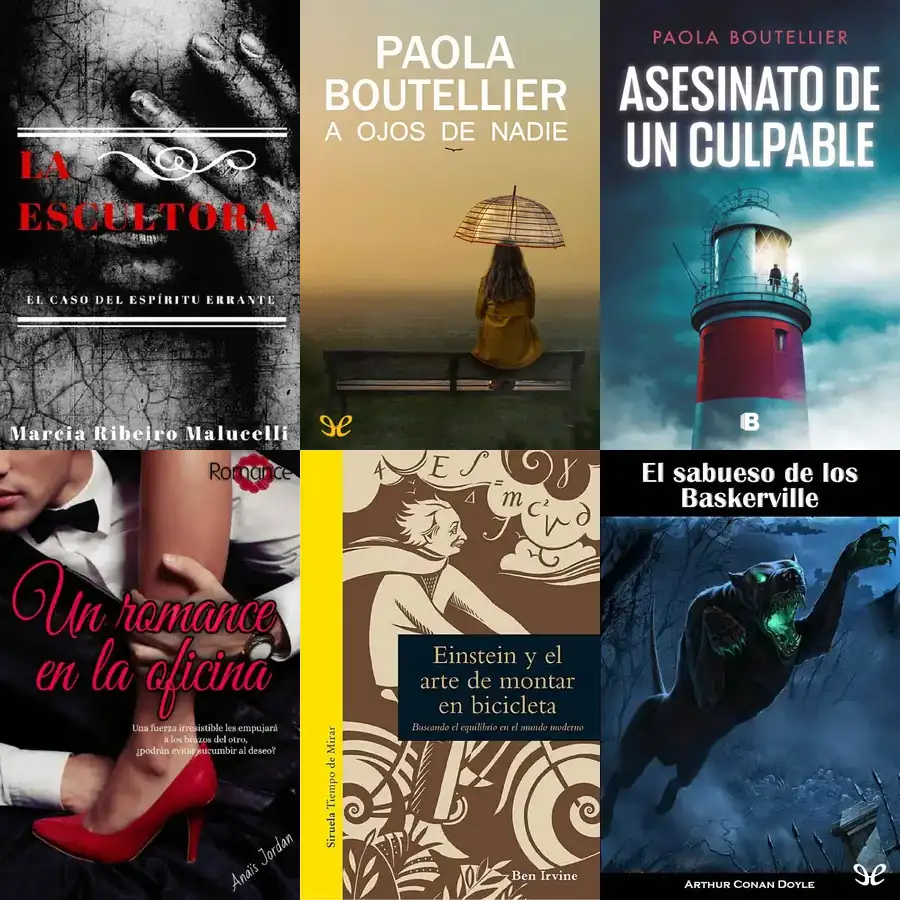 LA
ESCULTORA
EL CASO DEL ESPÍRITU ERRANTE
Marcia Ribeiro Malucelli
PAOLA
BOUTELLIER
A OJOS DE NADIE
PAOLA BOUTELLIER
ASESINATO DE
UN CULPABLE
B
Romance
Un romance
en la oficina
Una fuerza irresistible les empujará
a los brazos del otro,
¿podrán evitar sucumbir al deseo?
Anaïs Jordan
Siruela Tiempo de Mirar
Einstein y el
arte de montar
en bicicleta
Buscando el equilibrio en el mundo moderno
Ben Irvine
El sabueso de los
Baskerville
ARTHUR CONAN DOYLE